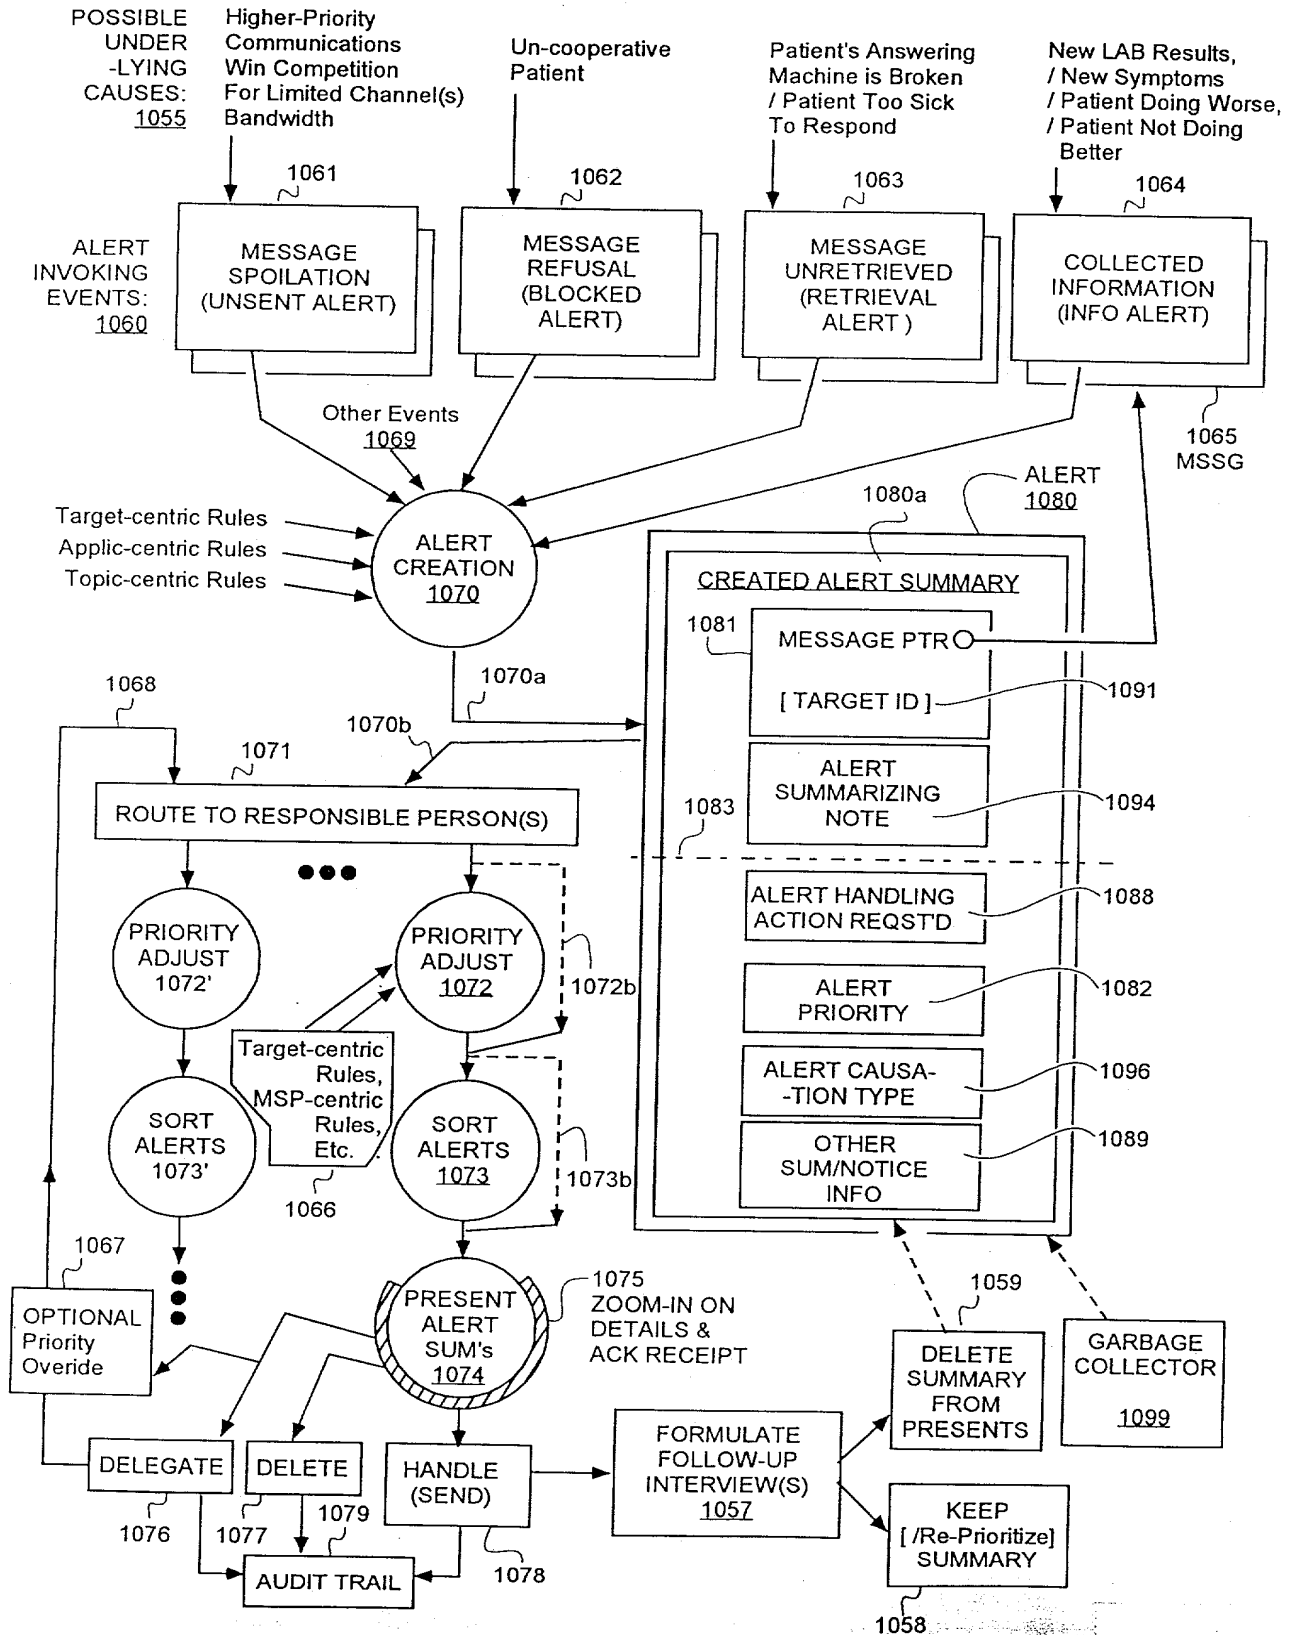 POSSIBLE
UNDER
-LYING
CAUSES:
1055
Higher-Priority
Communications
Win Competition
For Limited Channel(s)
Bandwidth
Un-cooperative
Patient
Patient's Answering
Machine is Broken
/ Patient Too Sick
To Respond
New LAB Results,
/ New Symptoms
/ Patient Doing Worse,
/ Patient Not Doing
Better
1061
1062
1063
1064
ALERT
INVOKING
EVENTS:
1060
MESSAGE
SPOILATION
(UNSENT ALERT)
MESSAGE
REFUSAL
(BLOCKED
ALERT)
MESSAGE
UNRETRIEVED
(RETRIEVAL
ALERT )
COLLECTED
INFORMATION
(INFO ALERT)
1065
MSSG
Other Events
1069
Target-centric Rules
Applic-centric Rules
Topic-centric Rules
ALERT
CREATION
1070
ALERT
1080
1080a
CREATED ALERT SUMMARY
1081
MESSAGE PTR
[ TARGET ID ]
1091
ALERT
SUMMARIZING
NOTE
1094
1083
ALERT HANDLING
ACTION REQST'D
1088
ALERT
PRIORITY
1082
ALERT CAUSA-
-TION TYPE
1096
OTHER
SUM/NOTICE
INFO
1089
1070a
1070b
1068
1071
ROUTE TO RESPONSIBLE PERSON(S)
PRIORITY
ADJUST
1072'
PRIORITY
ADJUST
1072
1072b
Target-centric
Rules,
MSP-centric
Rules,
Etc.
1066
SORT
ALERTS
1073'
SORT
ALERTS
1073
1073b
1067
OPTIONAL
Priority
Overide
PRESENT
ALERT
SUM's
1074
1075
ZOOM-IN ON
DETAILS &
ACK RECEIPT
1059
DELETE
SUMMARY
FROM
PRESENTS
GARBAGE
COLLECTOR
1099
DELEGATE
1076
DELETE
1077
HANDLE
(SEND)
1078
FORMULATE
FOLLOW-UP
INTERVIEW(S)
1057
KEEP
[ /Re-Prioritize]
SUMMARY
1058
1079
AUDIT TRAIL